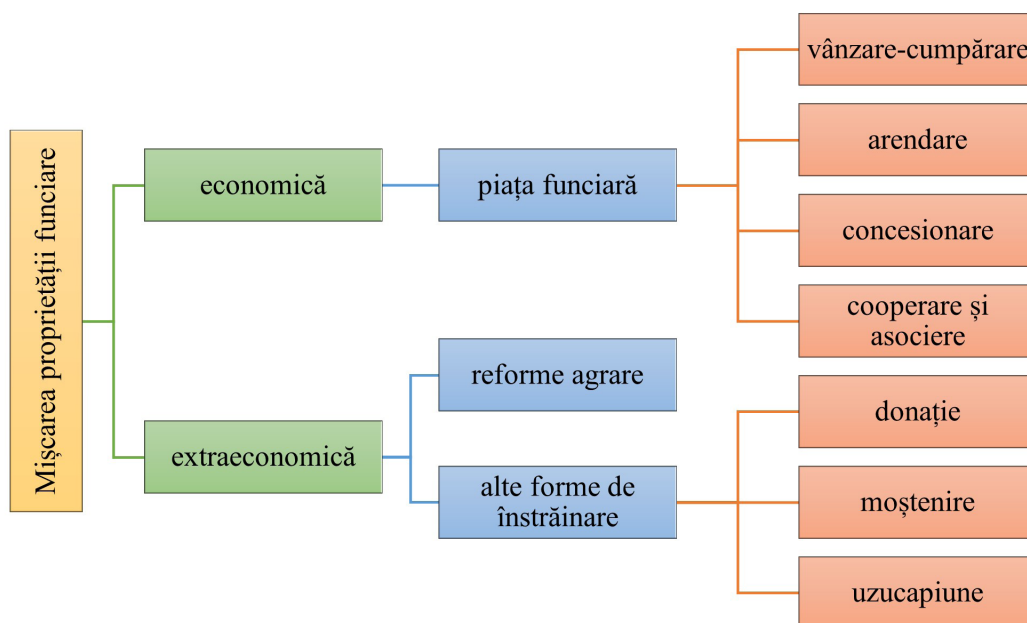 Mișcarea proprietății funciare
economică
piața funciară
vânzare-cumpărare
arendare
concesionare
cooperare și
asociere
extraeconomică
reforme agrare
alte forme de
înstrăinare
donație
moștenire
uzucapiune